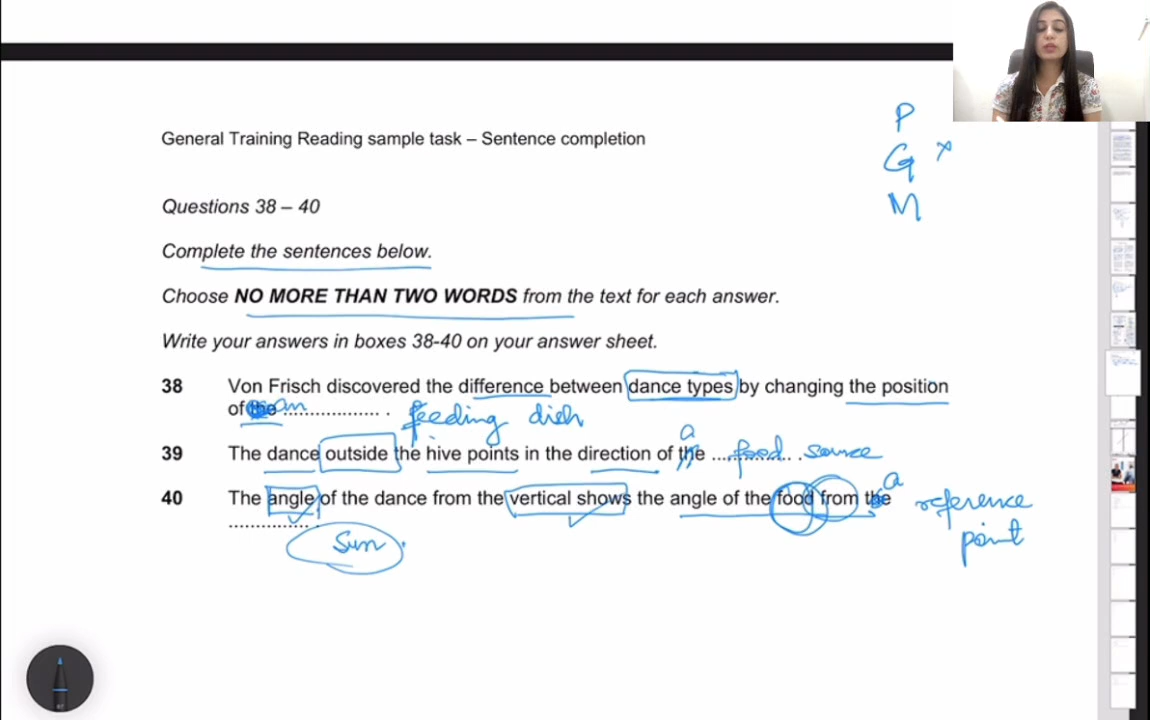 P
General Training Reading sample task – Sentence completion
G x
Questions 38 – 40
M
Complete the sentences below.
Choose NO MORE THAN TWO WORDS from the text for each answer.
Write your answers in boxes 38-40 on your answer sheet.
38 Von Frisch discovered the difference between dance types by changing the position
of the an ................. . feeding dish
a
39 The dance outside the hive points in the direction of the ................. . food source
a
40 The angle of the dance from the vertical shows the angle of the food from the reference
.............. . point
Sun